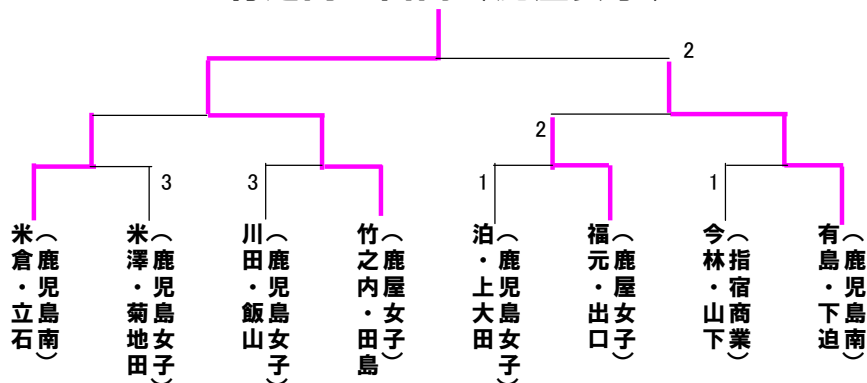 2
2
3
3
1
1
(鹿児島南)
米倉・立石
(鹿児島女子)
米澤・菊地田
(鹿児島女子)
川田・飯山
(鹿屋女子)
竹之内・田島
(鹿児島女子)
泊・上大田
(鹿屋女子)
福元・出口
(指宿商業)
今林・山下
(鹿児島南)
有島・下迫